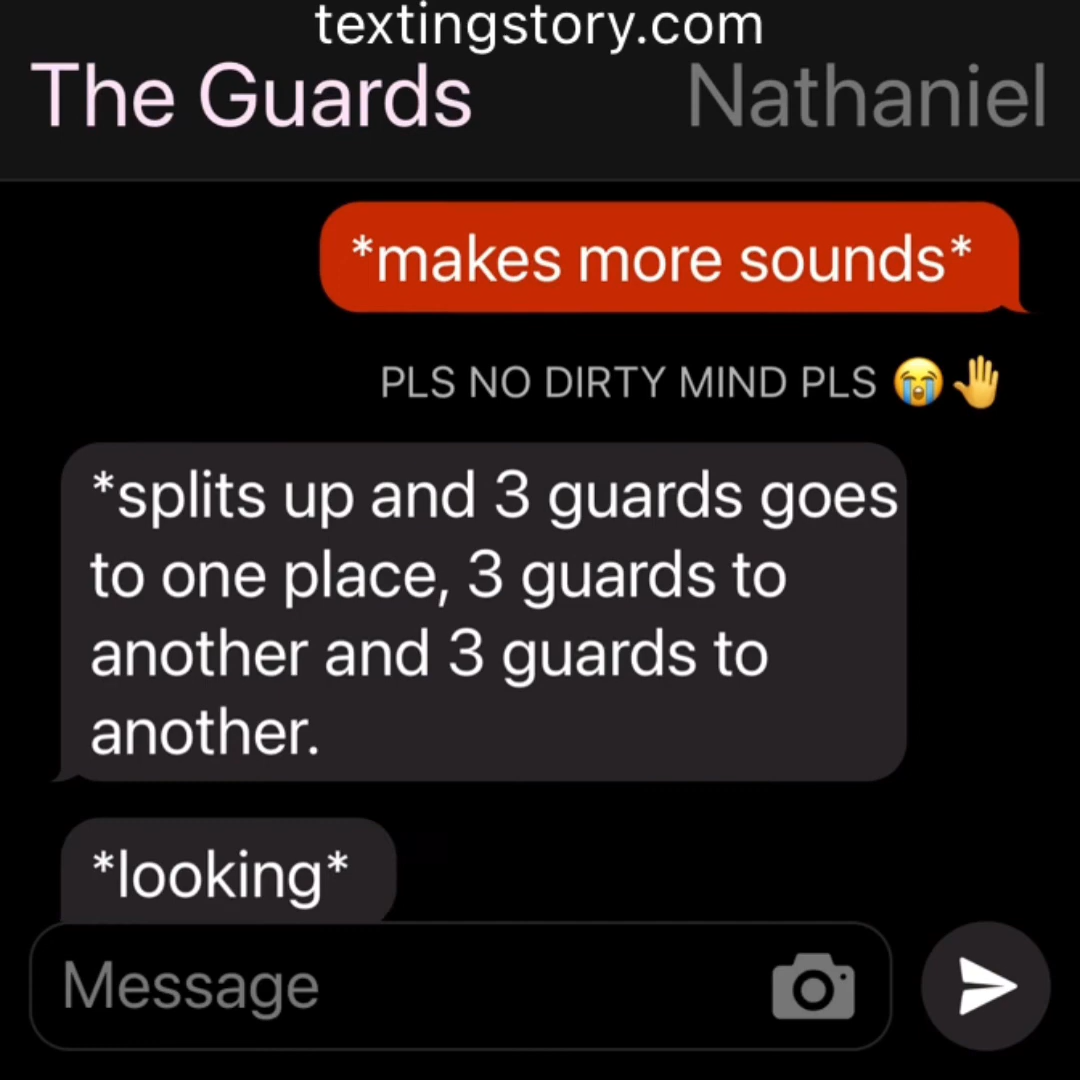 textingstory.com
The Guards
Nathaniel
*makes more sounds*
PLS NO DIRTY MIND PLS 😭🤚
*splits up and 3 guards goes
to one place, 3 guards to
another and 3 guards to
another.
*looking*
Message